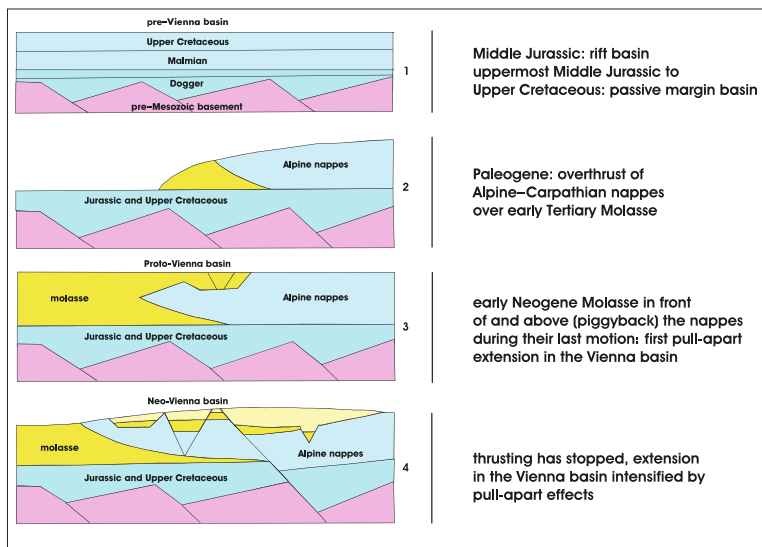 pre-Vienna basin
Upper Cretaceous
Malmian
Dogger
pre-Mesozoic basement
1
Middle Jurassic: rift basin
uppermost Middle Jurassic to
Upper Cretaceous: passive margin basin
Alpine nappes
Jurassic and Upper Cretaceous
2
Paleogene: overthrust of
Alpine–Carpathian nappes
over early Tertiary Molasse
Proto-Vienna basin
molasse
Alpine nappes
Jurassic and Upper Cretaceous
3
early Neogene Molasse in front
of and above (piggyback) the nappes
during their last motion: first pull-apart
extension in the Vienna basin
Neo-Vienna basin
molasse
Alpine nappes
Jurassic and Upper Cretaceous
4
thrusting has stopped, extension
in the Vienna basin intensified by
pull-apart effects